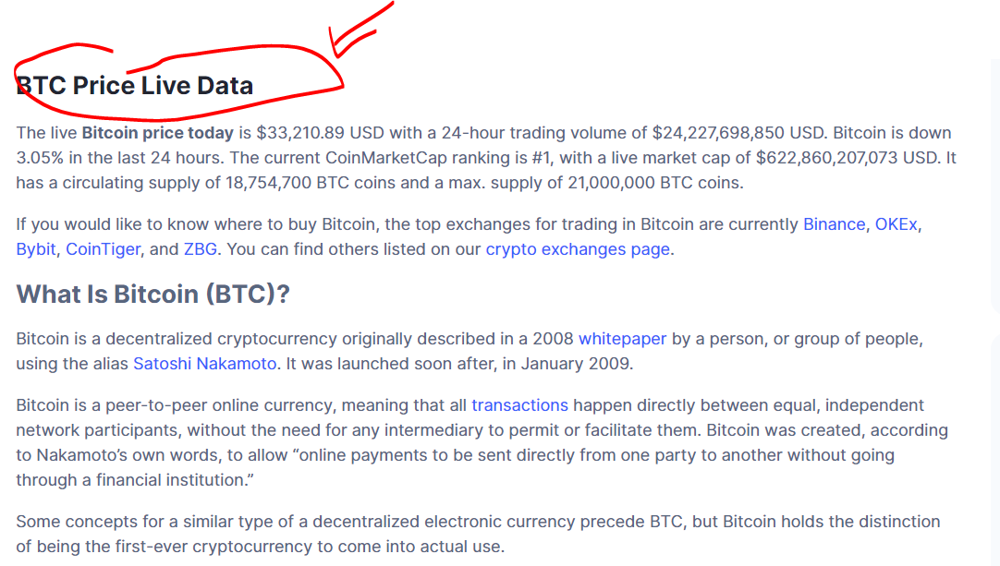 BTC Price Live Data
The live Bitcoin price today is $33,210.89 USD with a 24-hour trading volume of $24,227,698,850 USD. Bitcoin is down
3.05% in the last 24 hours. The current CoinMarketCap ranking is #1, with a live market cap of $622,860,207,073 USD. It
has a circulating supply of 18,754,700 BTC coins and a max. supply of 21,000,000 BTC coins.
If you would like to know where to buy Bitcoin, the top exchanges for trading in Bitcoin are currently Binance, OKEx,
Bybit, CoinTiger, and ZBG. You can find others listed on our crypto exchanges page.
What Is Bitcoin (BTC)?
Bitcoin is a decentralized cryptocurrency originally described in a 2008 whitepaper by a person, or group of people,
using the alias Satoshi Nakamoto. It was launched soon after, in January 2009.
Bitcoin is a peer-to-peer online currency, meaning that all transactions happen directly between equal, independent
network participants, without the need for any intermediary to permit or facilitate them. Bitcoin was created, according
to Nakamoto’s own words, to allow “online payments to be sent directly from one party to another without going
through a financial institution.”
Some concepts for a similar type of a decentralized electronic currency precede BTC, but Bitcoin holds the distinction
of being the first-ever cryptocurrency to come into actual use.